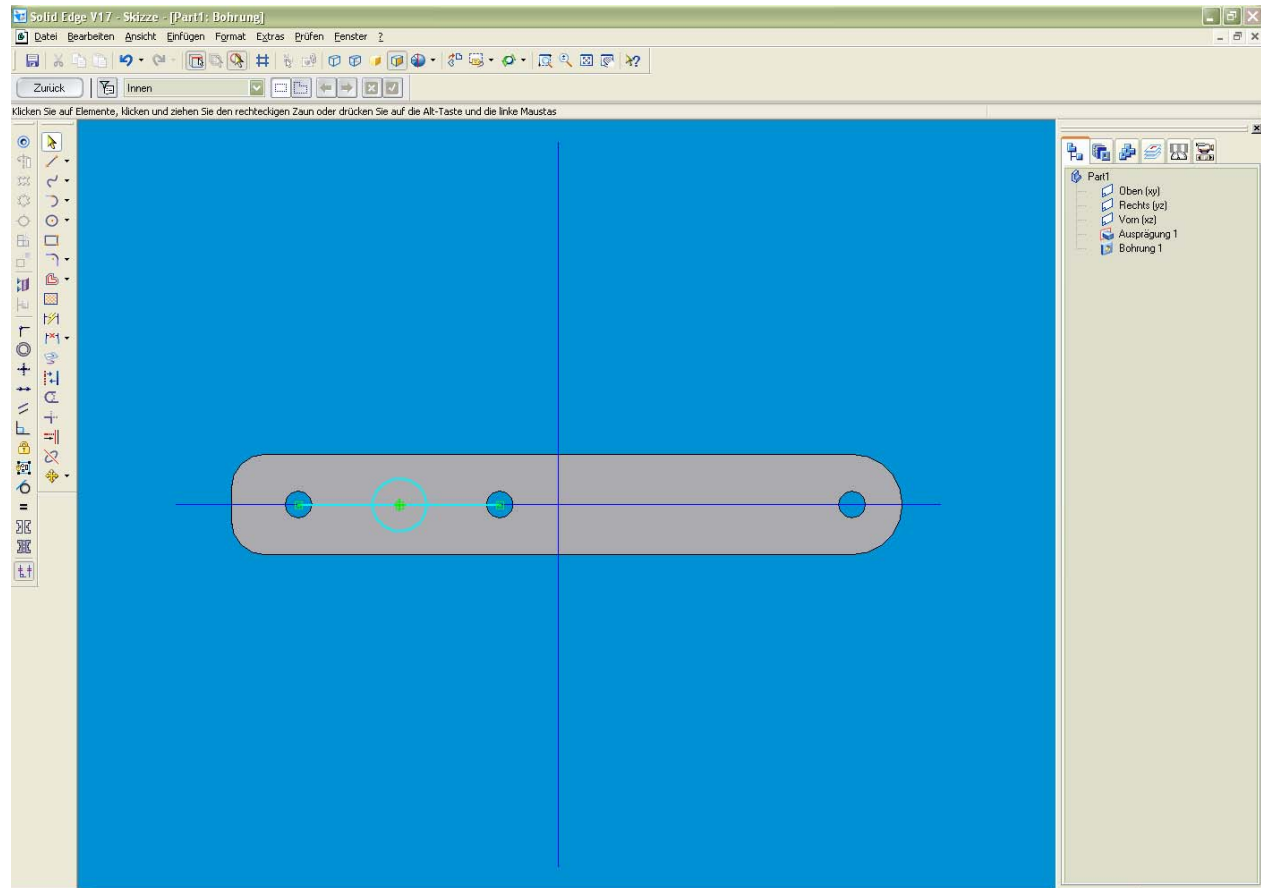 Solid Edge V17 - Skizze - [Part1: Bohrung]
Datei Bearbeiten Ansicht Einfügen Format Extras Prüfen Fenster ?
Zurück Innen
Klicken Sie auf Elemente, klicken und ziehen Sie den rechteckigen Zaun oder drücken Sie auf die Alt-Taste und die linke Maustas
Part1
Oben (xy)
Rechts (yz)
Vorn (xz)
Ausprägung 1
Bohrung 1